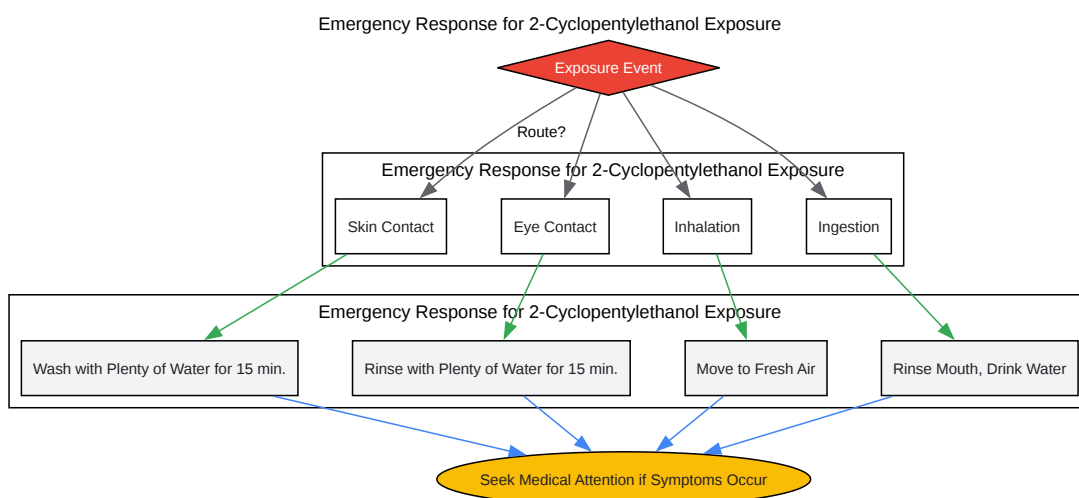 Emergency Response for 2-Cyclopentylethanol Exposure
Exposure Event
Route?
Emergency Response for 2-Cyclopentylethanol Exposure
Skin Contact
Eye Contact
Inhalation
Ingestion
Emergency Response for 2-Cyclopentylethanol Exposure
Wash with Plenty of Water for 15 min.
Rinse with Plenty of Water for 15 min.
Move to Fresh Air
Rinse Mouth, Drink Water
Seek Medical Attention if Symptoms Occur